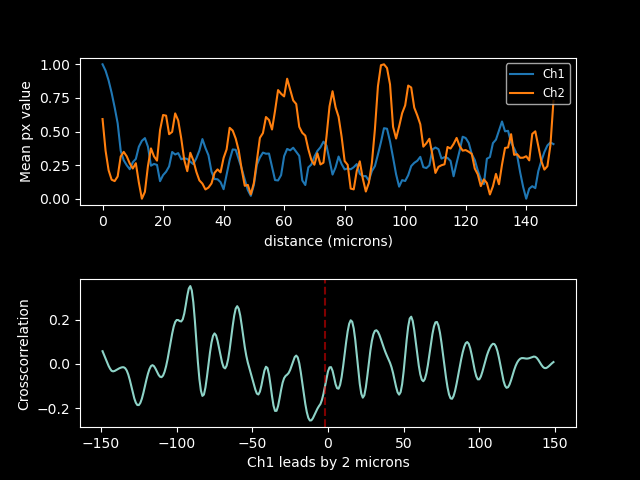 1.00
0.75
0.50
0.25
0.00
Mean px value
Ch1
Ch2
0 20 40 60 80 100 120 140
distance (microns)
0.2
0.0
−0.2
Crosscorrelation
−150 −100 −50 0 50 100 150
Ch1 leads by 2 microns